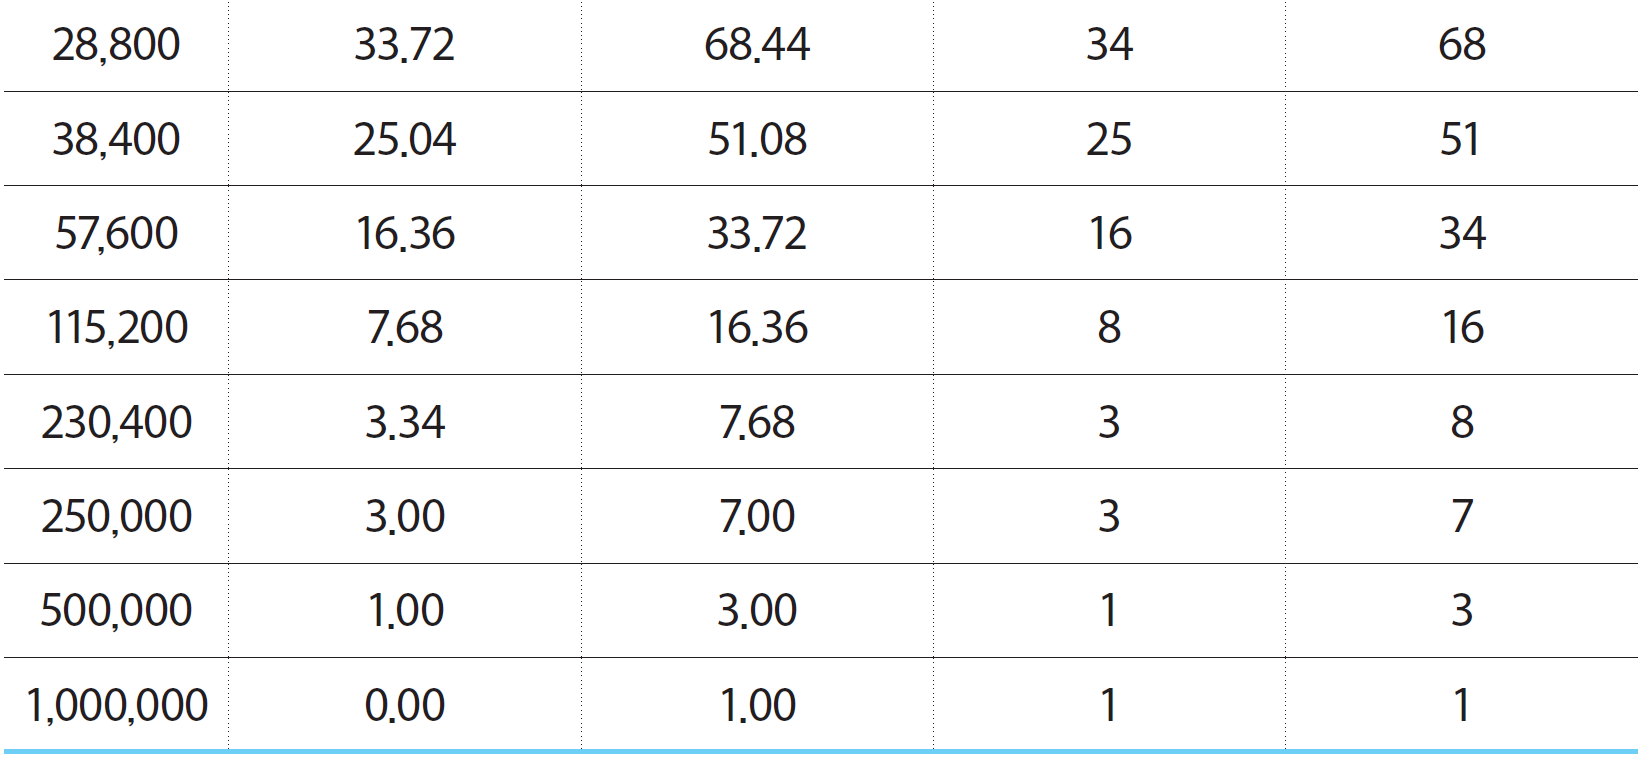 28,800 33.72 68.44 34 68
38,400 25.04 51.08 25 51
57,600 16.36 33.72 16 34
115,200 7.68 16.36 8 16
230,400 3.34 7.68 3 8
250,000 3.00 7.00 3 7
500,000 1.00 3.00 1 3
1,000,000 0.00 1.00 1 1